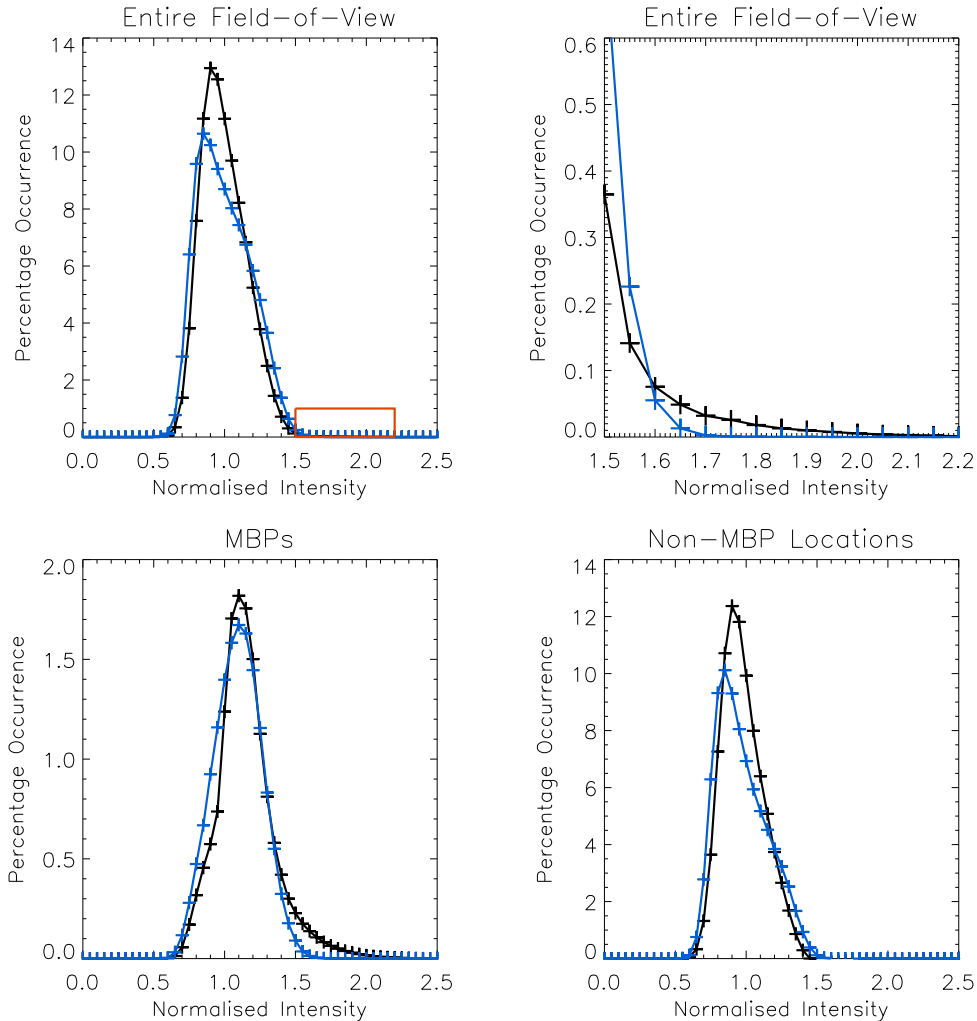 Entire Field-of-View
Percentage Occurrence
14
12
10
8
6
4
2
0
0.0 0.5 1.0 1.5 2.0 2.5
Normalised Intensity
Entire Field-of-View
Percentage Occurrence
0.6
0.5
0.4
0.3
0.2
0.1
0.0
1.5 1.6 1.7 1.8 1.9 2.0 2.1 2.2
Normalised Intensity
MBPs
Percentage Occurrence
2.0
1.5
1.0
0.5
0.0
0.0 0.5 1.0 1.5 2.0 2.5
Normalised Intensity
Non-MBP Locations
Percentage Occurrence
14
12
10
8
6
4
2
0
0.0 0.5 1.0 1.5 2.0 2.5
Normalised Intensity